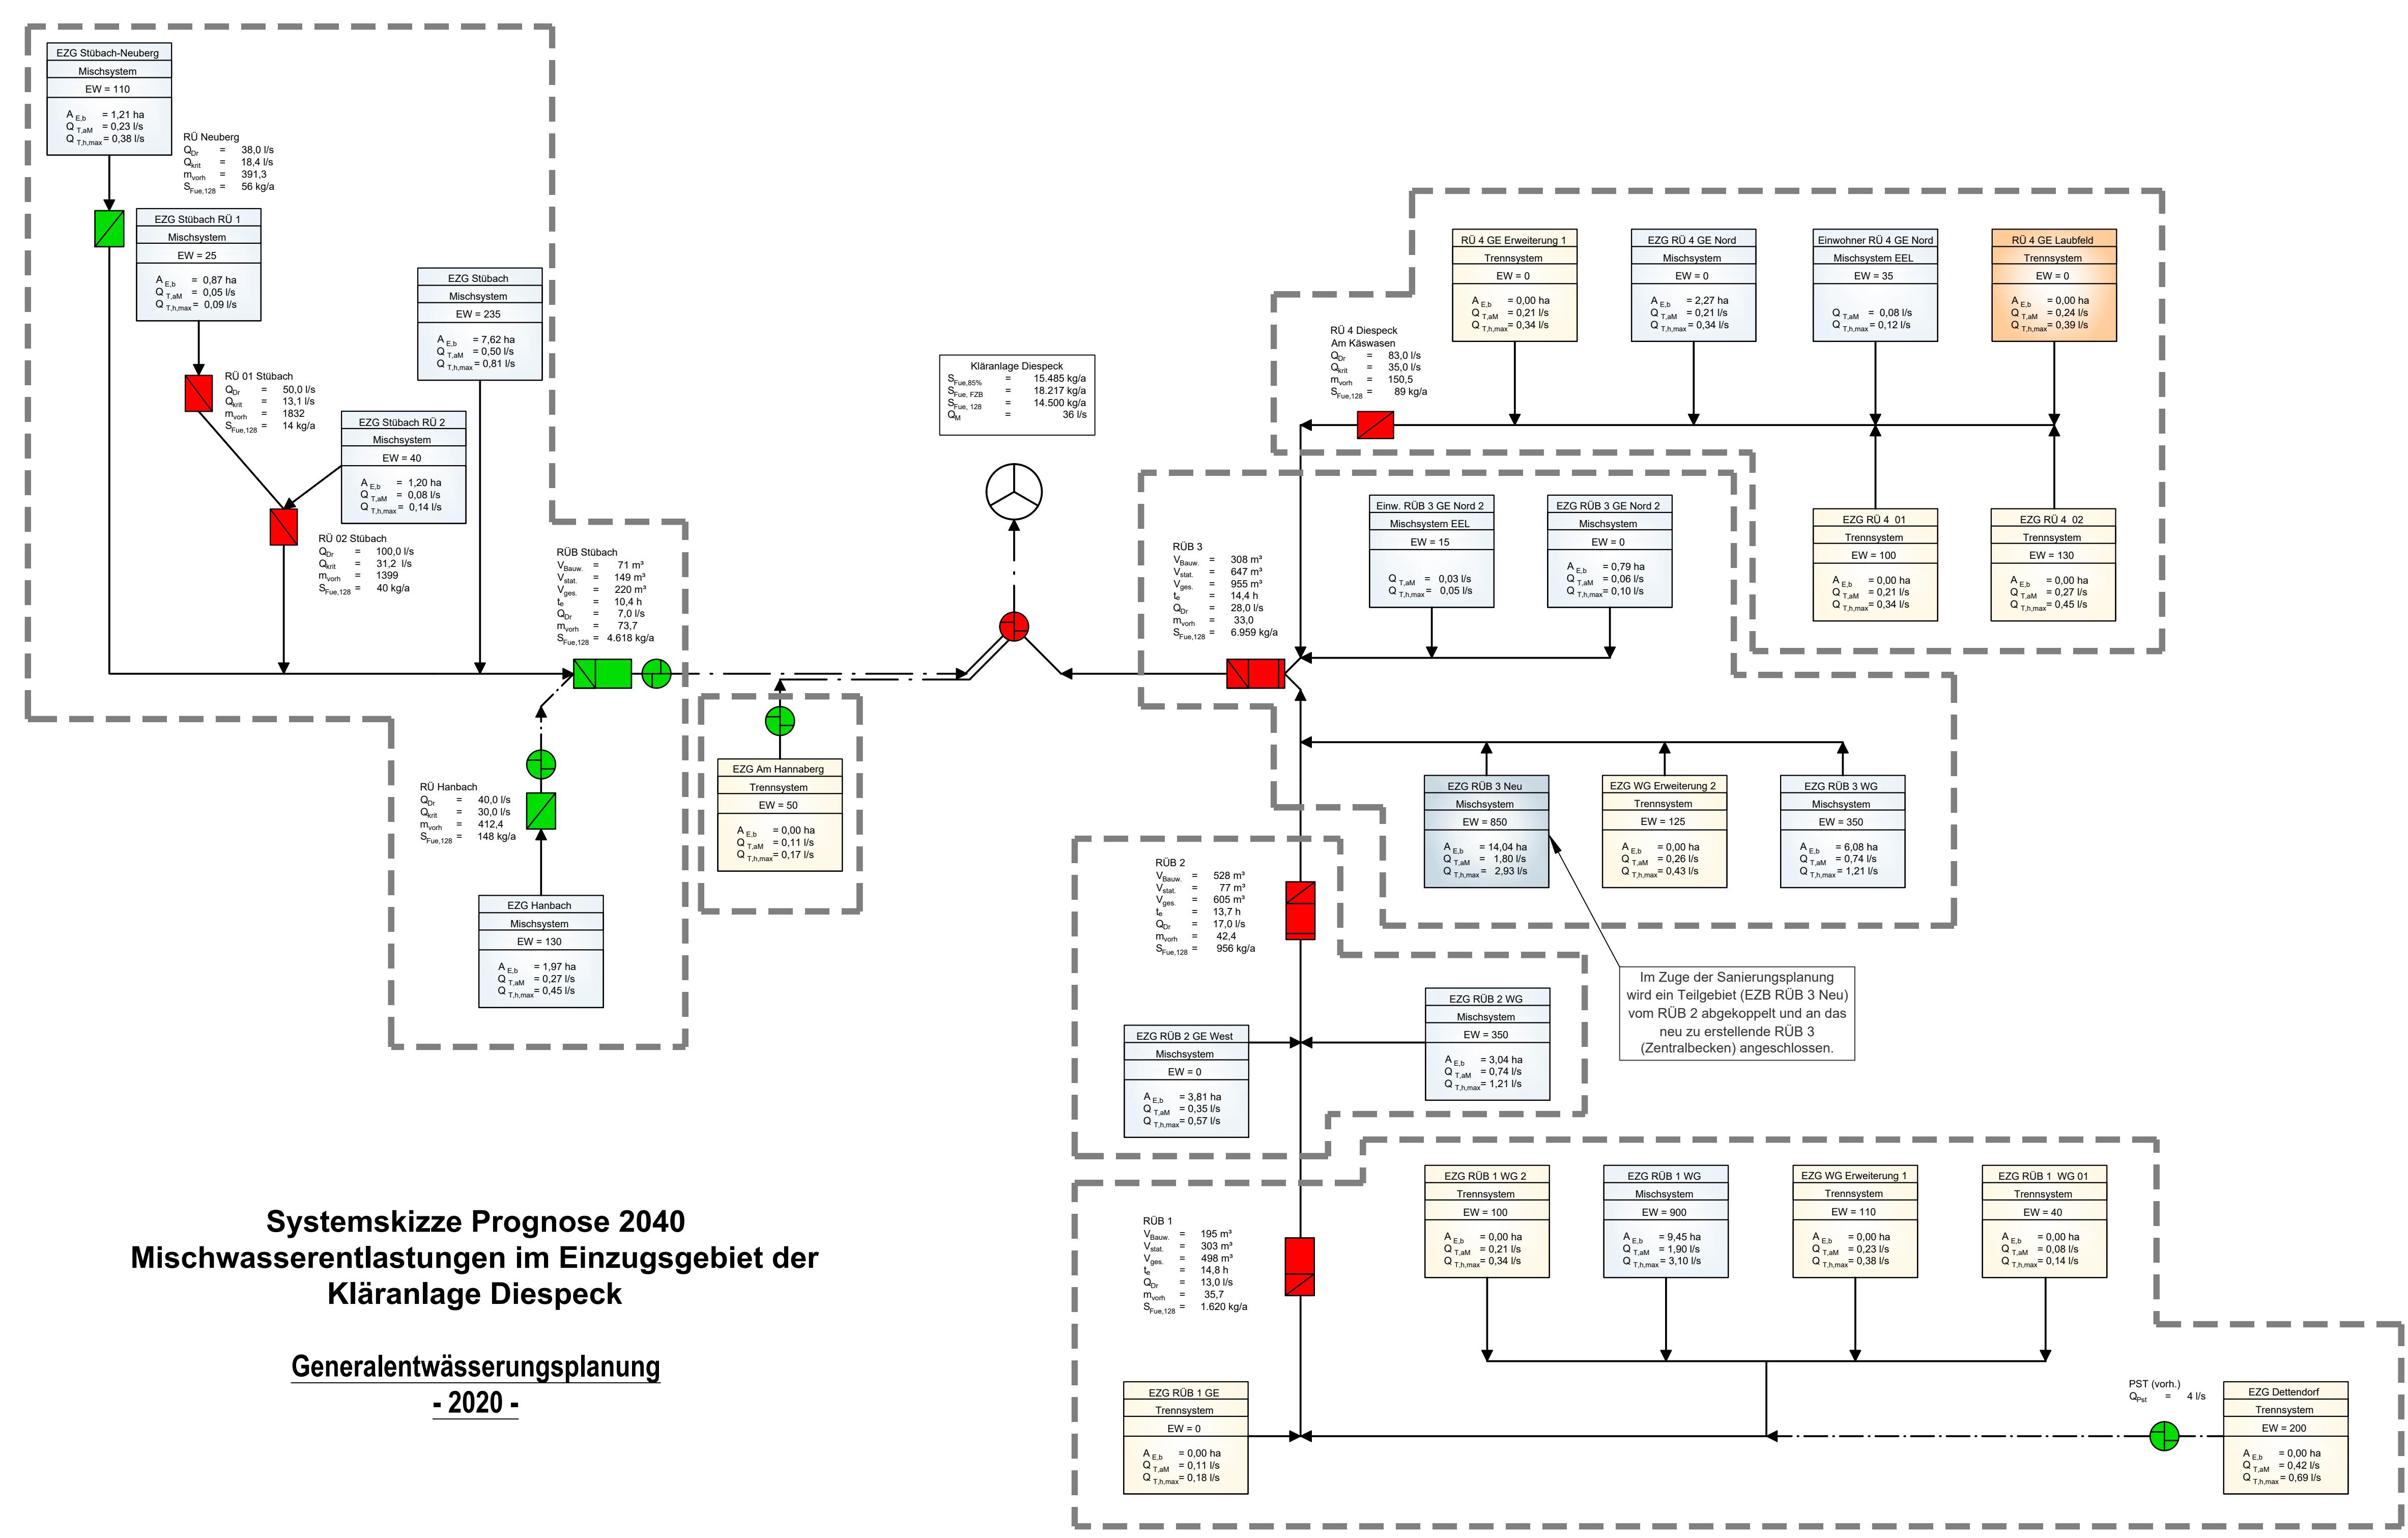 EZG Stübach-Neuberg
Mischsystem
EW = 110
A E,b = 1,21 ha
Q T,aM = 0,23 l/s
Q T,h,max = 0,38 l/s
RÜ Neuberg
QDr = 38,0 l/s
Qkrit = 18,4 l/s
mvorh = 391,3
SFue,128 = 56 kg/a
EZG Stübach RÜ 1
Mischsystem
EW = 25
A E,b = 0,87 ha
Q T,aM = 0,05 l/s
Q T,h,max = 0,09 l/s
RÜ 01 Stübach
QDr = 50,0 l/s
Qkrit = 13,1 l/s
mvorh = 1832
SFue,128 = 14 kg/a
EZG Stübach
Mischsystem
EW = 235
A E,b = 7,62 ha
Q T,aM = 0,50 l/s
Q T,h,max = 0,81 l/s
EZG Stübach RÜ 2
Mischsystem
EW = 40
A E,b = 1,20 ha
Q T,aM = 0,08 l/s
Q T,h,max = 0,14 l/s
RÜ 02 Stübach
QDr = 100,0 l/s
Qkrit = 31,2 l/s
mvorh = 1399
SFue,128 = 40 kg/a
RÜB Stübach
VBauw. = 71 m³
Vstat. = 149 m³
Vges. = 220 m³
te = 10,4 h
QDr = 7,0 l/s
mvorh = 73,7
SFue,128 = 4.618 kg/a
RÜ Hanbach
QDr = 40,0 l/s
Qkrit = 30,0 l/s
mvorh = 412,4
SFue,128 = 148 kg/a
EZG Hanbach
Mischsystem
EW = 130
A E,b = 1,97 ha
Q T,aM = 0,27 l/s
Q T,h,max = 0,45 l/s
EZG Am Hannaberg
Trennsystem
EW = 50
A E,b = 0,00 ha
Q T,aM = 0,11 l/s
Q T,h,max = 0,17 l/s
Kläranlage Diespeck
SFue,85% = 15.485 kg/a
SFue, FZB = 18.217 kg/a
SFue, 128 = 14.500 kg/a
QM = 36 l/s
RÜ 4 Diespeck
Am Käswasen
QDr = 83,0 l/s
Qkrit = 35,0 l/s
mvorh = 150,5
SFue,128 = 89 kg/a
RÜ 4 GE Erweiterung 1
Trennsystem
EW = 0
A E,b = 0,00 ha
Q T,aM = 0,21 l/s
Q T,h,max = 0,34 l/s
EZG RÜ 4 GE Nord
Mischsystem
EW = 0
A E,b = 2,27 ha
Q T,aM = 0,21 l/s
Q T,h,max = 0,34 l/s
Einwohner RÜ 4 GE Nord
Mischsystem EEL
EW = 35
Q T,aM = 0,08 l/s
Q T,h,max = 0,12 l/s
RÜ 4 GE Laubfeld
Trennsystem
EW = 0
A E,b = 0,00 ha
Q T,aM = 0,24 l/s
Q T,h,max = 0,39 l/s
EZG RÜ 4 01
Trennsystem
EW = 100
A E,b = 0,00 ha
Q T,aM = 0,21 l/s
Q T,h,max = 0,34 l/s
EZG RÜ 4 02
Trennsystem
EW = 130
A E,b = 0,00 ha
Q T,aM = 0,27 l/s
Q T,h,max = 0,45 l/s
RÜB 3
VBauw. = 308 m³
Vstat. = 647 m³
Vges. = 955 m³
te = 14,4 h
QDr = 28,0 l/s
mvorh = 33,0
SFue,128 = 6.959 kg/a
Einw. RÜB 3 GE Nord 2
Mischsystem EEL
EW = 15
Q T,aM = 0,03 l/s
Q T,h,max = 0,05 l/s
EZG RÜB 3 GE Nord 2
Mischsystem
EW = 0
A E,b = 0,79 ha
Q T,aM = 0,06 l/s
Q T,h,max = 0,10 l/s
EZG RÜB 3 Neu
Mischsystem
EW = 850
A E,b = 14,04 ha
Q T,aM = 1,80 l/s
Q T,h,max = 2,93 l/s
EZG WG Erweiterung 2
Trennsystem
EW = 125
A E,b = 0,00 ha
Q T,aM = 0,26 l/s
Q T,h,max = 0,43 l/s
EZG RÜB 3 WG
Mischsystem
EW = 350
A E,b = 6,08 ha
Q T,aM = 0,74 l/s
Q T,h,max = 1,21 l/s
Im Zuge der Sanierungsplanung
wird ein Teilgebiet (EZB RÜB 3 Neu)
vom RÜB 2 abgekoppelt und an das
neu zu erstellende RÜB 3
(Zentralbecken) angeschlossen.
RÜB 2
VBauw. = 528 m³
Vstat. = 77 m³
Vges. = 605 m³
te = 13,7 h
QDr = 17,0 l/s
mvorh = 42,4
SFue,128 = 956 kg/a
EZG RÜB 2 GE West
Mischsystem
EW = 0
A E,b = 3,81 ha
Q T,aM = 0,35 l/s
Q T,h,max = 0,57 l/s
EZG RÜB 2 WG
Mischsystem
EW = 350
A E,b = 3,04 ha
Q T,aM = 0,74 l/s
Q T,h,max = 1,21 l/s
RÜB 1
VBauw. = 195 m³
Vstat. = 303 m³
Vges. = 498 m³
te = 14,8 h
QDr = 13,0 l/s
mvorh = 35,7
SFue,128 = 1.620 kg/a
EZG RÜB 1 WG 2
Trennsystem
EW = 100
A E,b = 0,00 ha
Q T,aM = 0,21 l/s
Q T,h,max = 0,34 l/s
EZG RÜB 1 WG
Mischsystem
EW = 900
A E,b = 9,45 ha
Q T,aM = 1,90 l/s
Q T,h,max = 3,10 l/s
EZG WG Erweiterung 1
Trennsystem
EW = 110
A E,b = 0,00 ha
Q T,aM = 0,23 l/s
Q T,h,max = 0,38 l/s
EZG RÜB 1 WG 01
Trennsystem
EW = 40
A E,b = 0,00 ha
Q T,aM = 0,08 l/s
Q T,h,max = 0,14 l/s
EZG RÜB 1 GE
Trennsystem
EW = 0
A E,b = 0,00 ha
Q T,aM = 0,11 l/s
Q T,h,max = 0,18 l/s
PST (vorh.)
QPst = 4 l/s
EZG Dettendorf
Trennsystem
EW = 200
A E,b = 0,00 ha
Q T,aM = 0,42 l/s
Q T,h,max = 0,69 l/s
Systemskizze Prognose 2040
Mischwasserentlastungen im Einzugsgebiet der
Kläranlage Diespeck
Generalentwässerungsplanung
- 2020 -